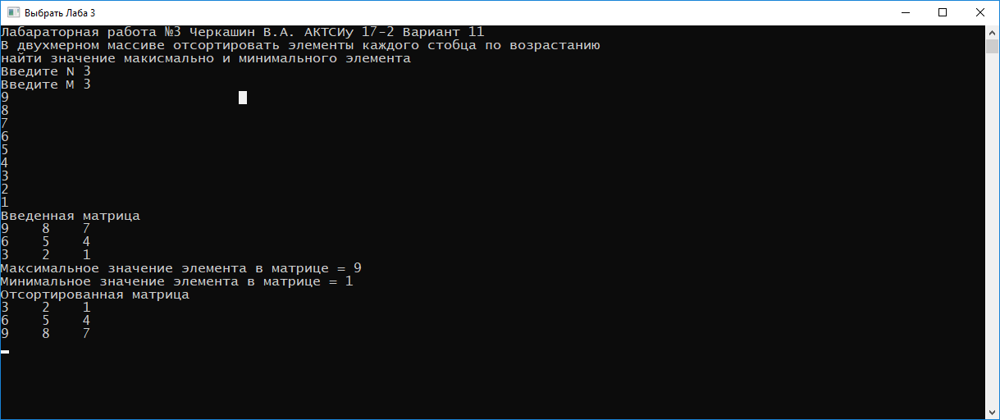 Выбрать Лаба 3
Лабараторная работа №3 Черкашин В.А. АКТСИу 17-2 Вариант 11
В двухмерном массиве отсортировать элементы каждого стобца по возрастанию
найти значение макисмально и минимального элемента
Введите N 3
Введите M 3
9
8
7
6
5
4
3
2
1
Введенная матрица
9 8 7
6 5 4
3 2 1
Максимальное значение элемента в матрице = 9
Минимальное значение элемента в матрице = 1
Отсортированная матрица
3 2 1
6 5 4
9 8 7